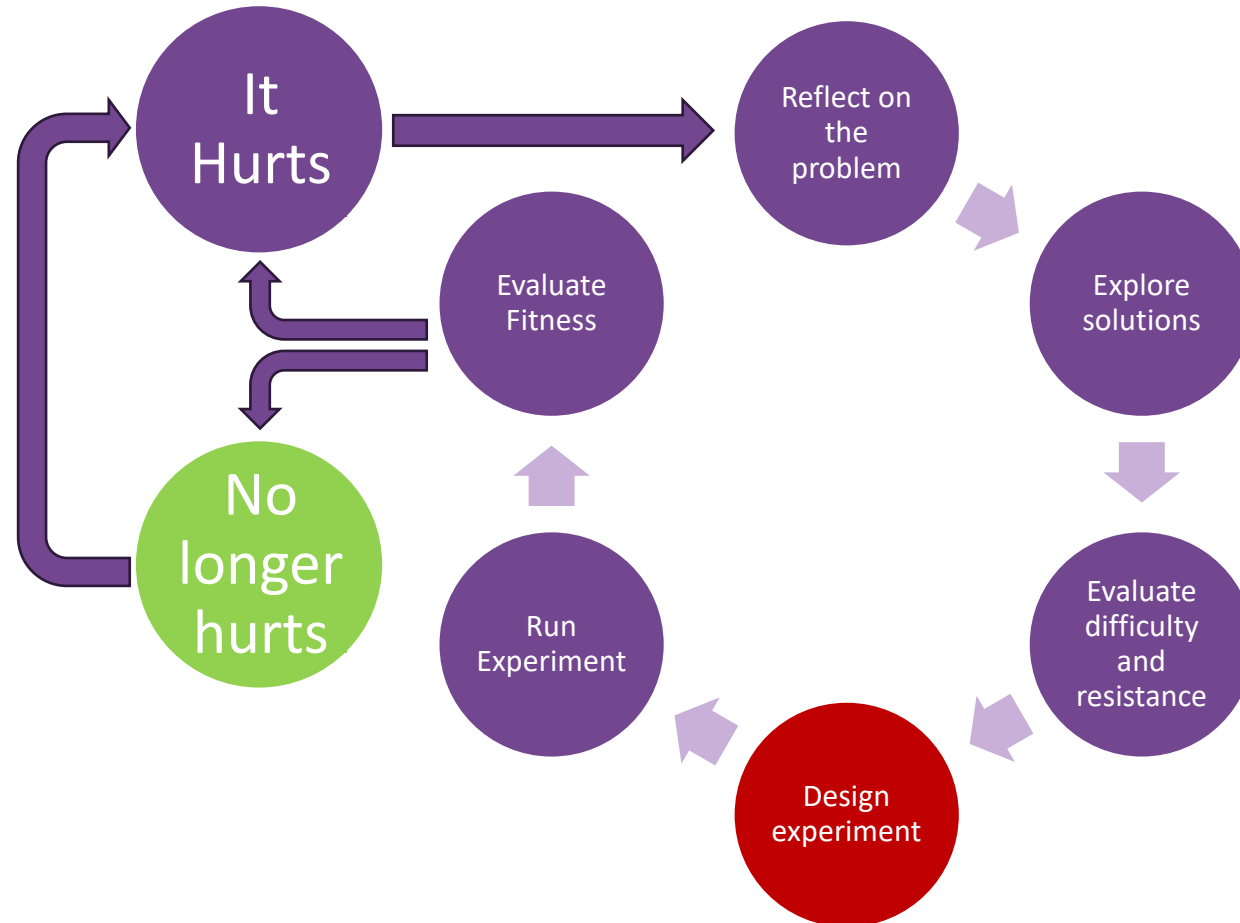 It
Hurts
Reflect on
the
problem
Explore
solutions
Evaluate
difficulty
and
resistance
Design
experiment
Run
Experiment
Evaluate
Fitness
No
longer
hurts